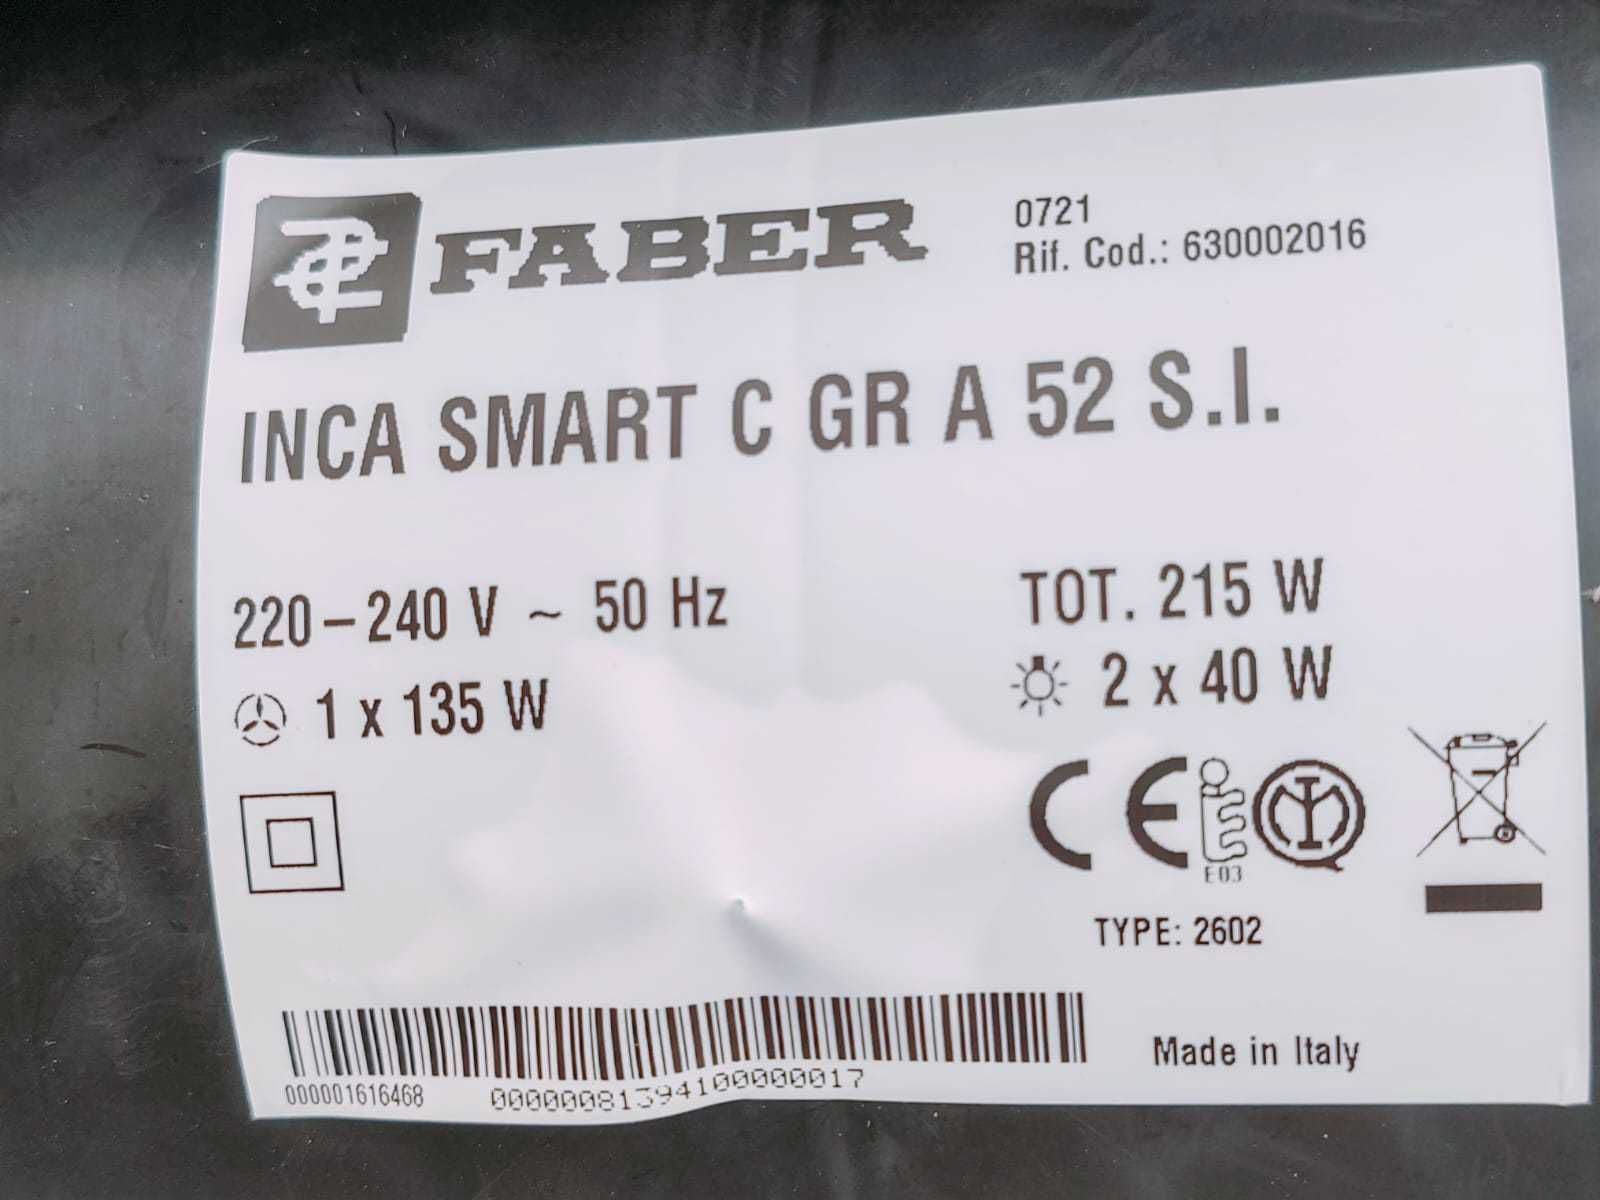 FABER
0721
Rif. Cod.: 630002016
INCA SMART C GR A 52 S.I.
220-240 V ~ 50 Hz
TOT. 215 W
1 x 135 W
2 x 40 W
CE
E03
TYPE: 2602
Made in Italy
000001616468
00000081394100000017